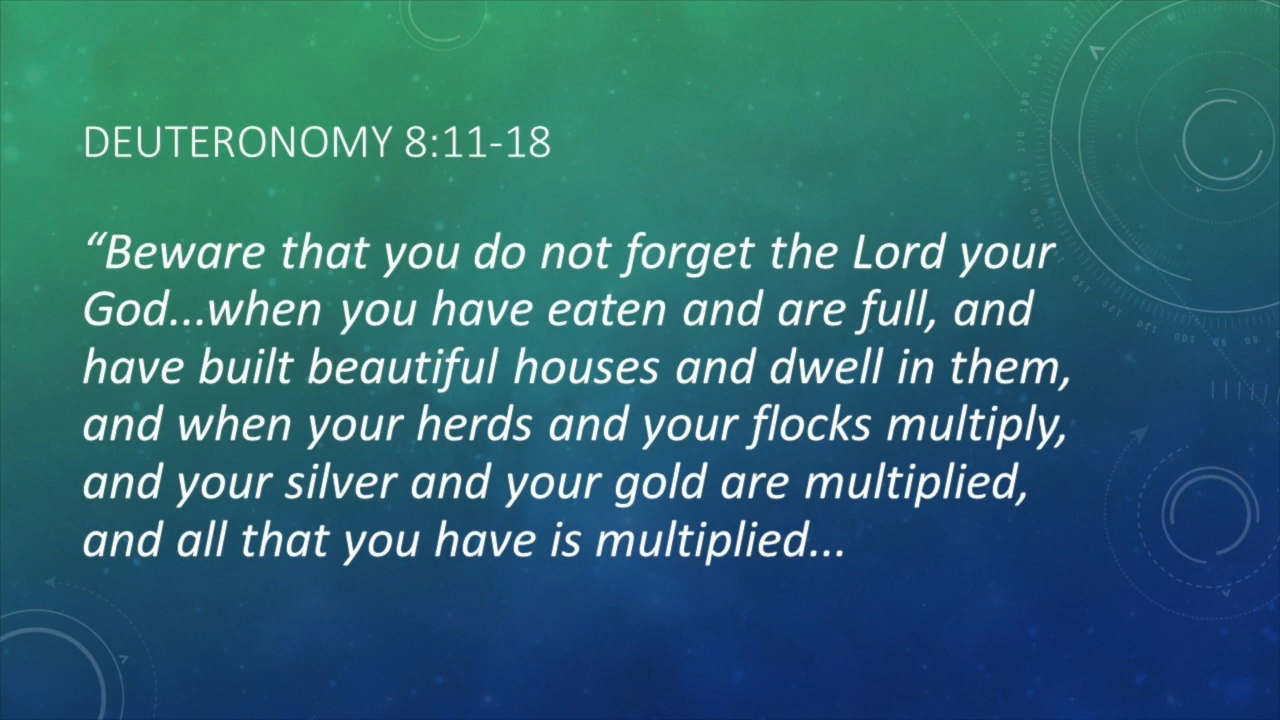 DEUTERONOMY 8:11-18
“Beware that you do not forget the Lord your
God...when you have eaten and are full, and
have built beautiful houses and dwell in them,
and when your herds and your flocks multiply,
and your silver and your gold are multiplied,
and all that you have is multiplied...